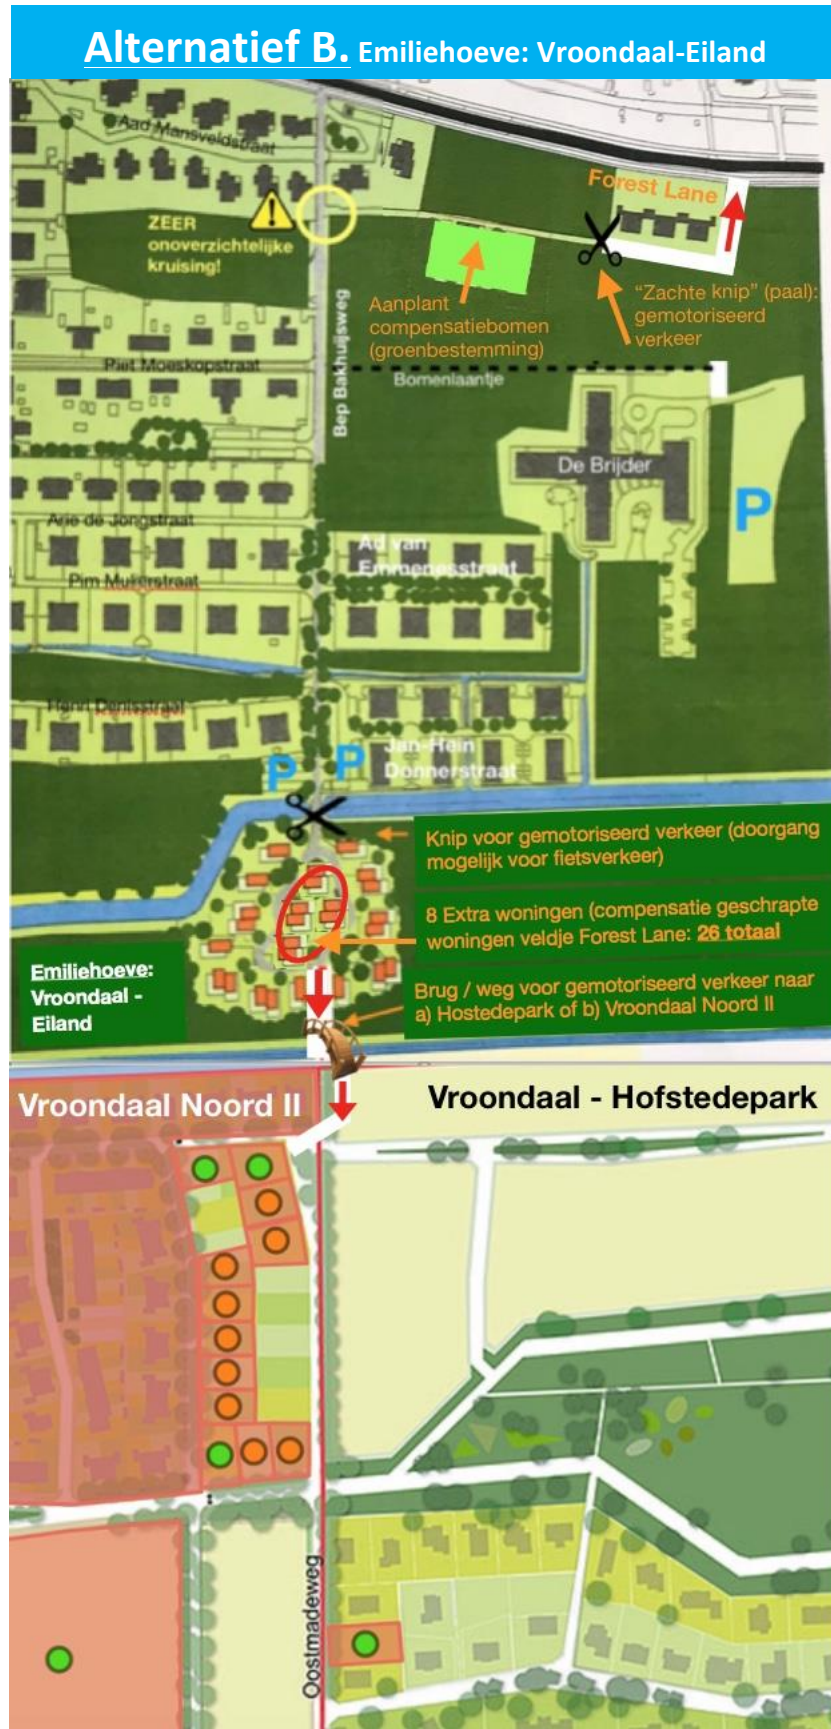 Alternatief B. Emiliehoeve: Vroondaal-Eiland
Aad Mansveldstraat
Forest Lane
ZEER
onoverzichtelijke
kruising!
Aanplant
compensatiebomen
(groenbestemming)
"Zachte knip" (paal):
gemotoriseerd
verkeer
Bep Bakhuijsweg
Piet Moeskopstraat
Bomenlaantje
De Brijder
P
Arie de Jongstraat
Ad van
Emmenesstraat
Pim Mulierstraat
Henri Denisstraat
Jan-Hein
Donnerstraat
P
P
Knip voor gemotoriseerd verkeer (doorgang
mogelijk voor fietsverkeer)
8 Extra woningen (compensatie geschrapte
woningen veldje Forest Lane: 26 totaal
Emiliehoeve:
Vroondaal -
Eiland
Brug / weg voor gemotoriseerd verkeer naar
a) Hostedepark of b) Vroondaal Noord II
Vroondaal Noord II
Vroondaal - Hofstedepark
Oostmadeweg